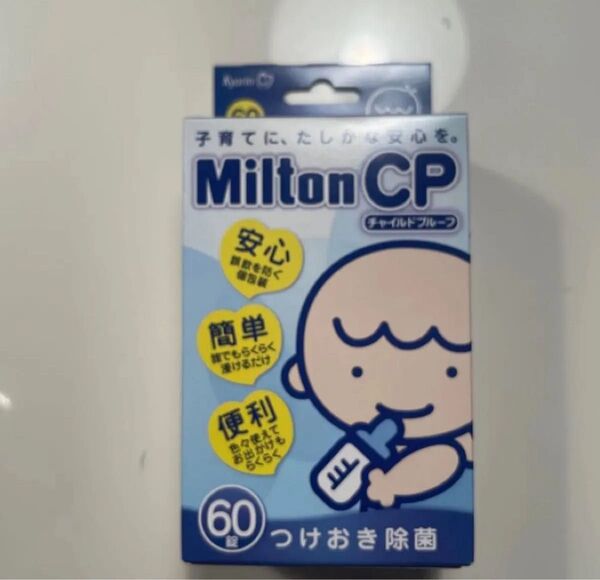 Kyorin
60
子育てに、たしかな安心を。
Milton CP
チャイルドプルーフ
安心
誤飲を防ぐ
個包装
簡単
誰でもらくらく
浸けるだけ
便利
色々使えて
お出かけも
らくらく
60
錠
つけおき除菌